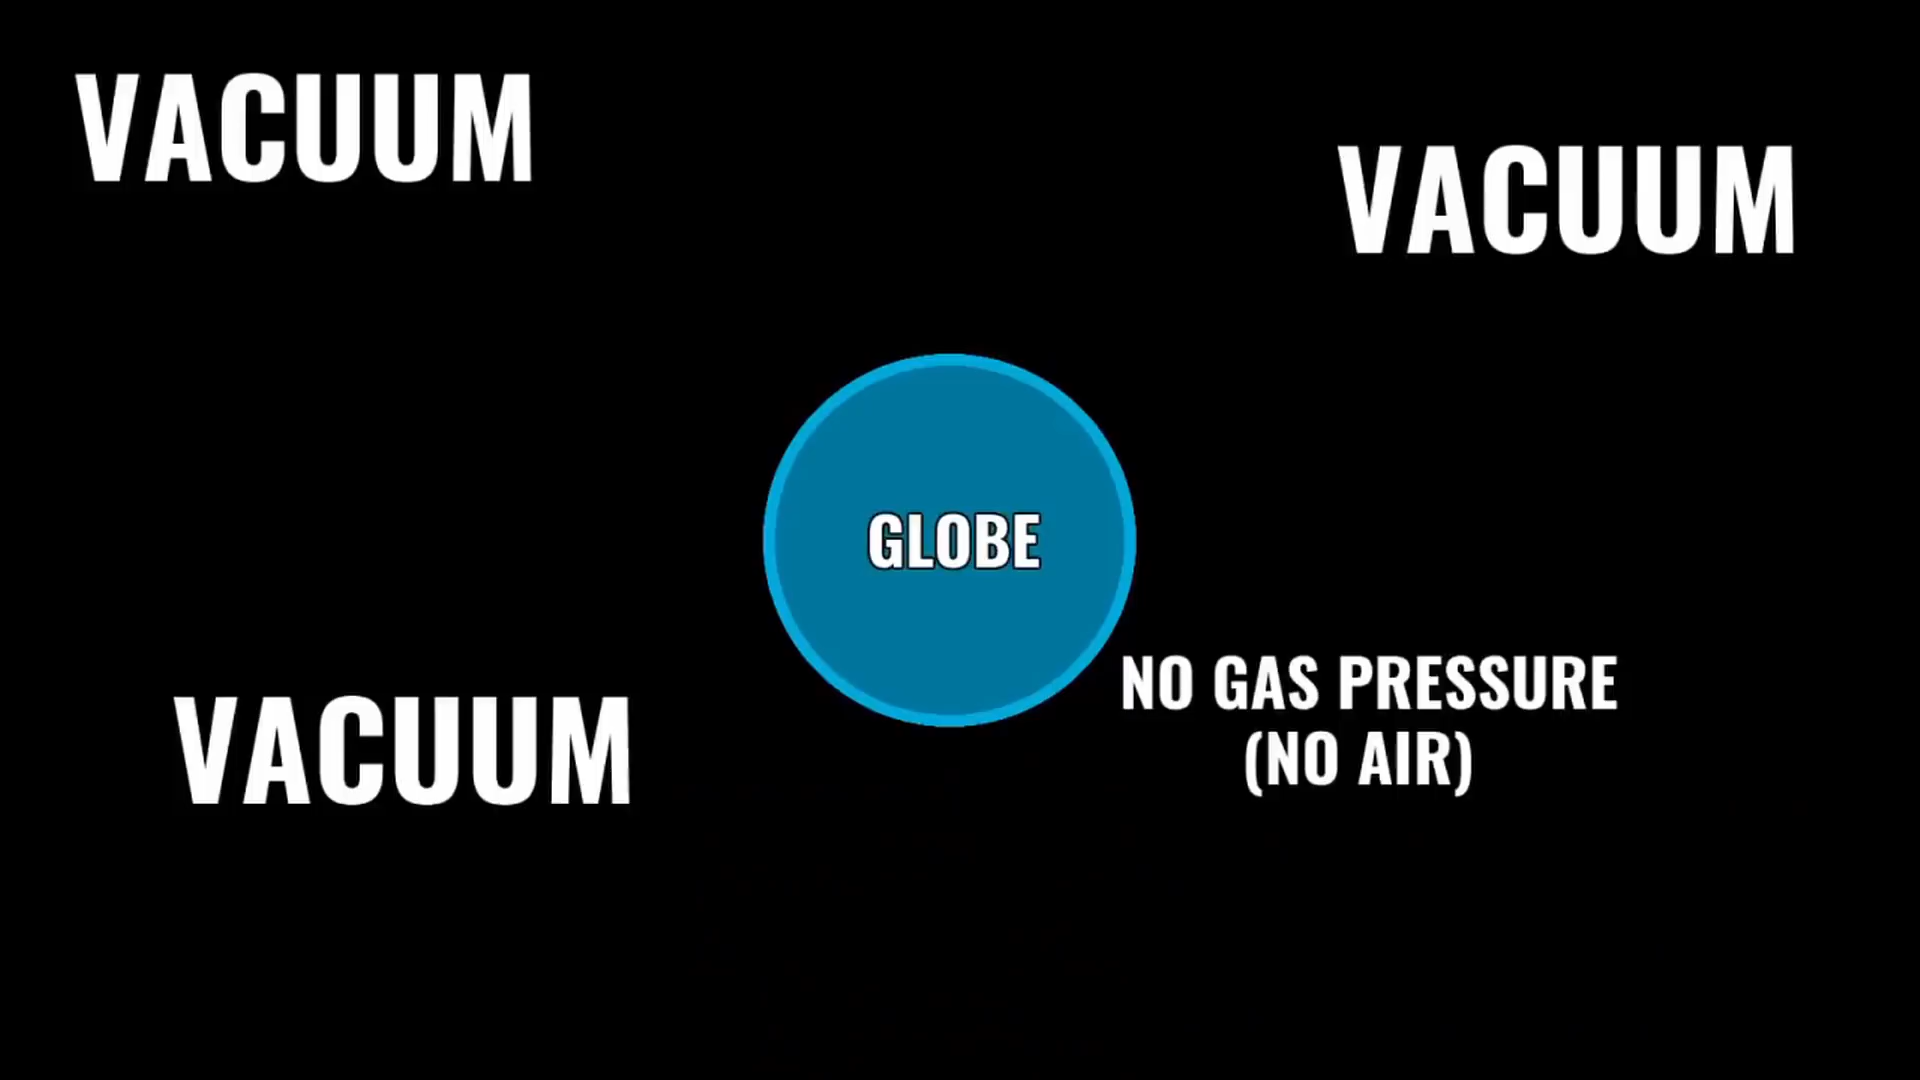 VACUUM
VACUUM
GLOBE
NO GAS PRESSURE
(NO AIR)
VACUUM